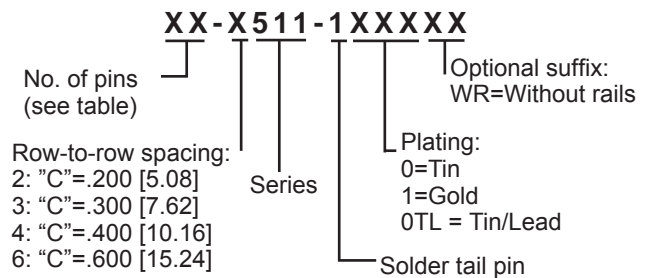 XX-X511-1XXXXX
No. of pins
(see table)
Optional suffix:
WR=Without rails
Row-to-row spacing:
2: ”C”=.200 [5.08]
3: “C”=.300 [7.62]
4: “C”=.400 [10.16]
6: “C”=.600 [15.24]
Series
Plating:
0=Tin
1=Gold
0TL = Tin/Lead
Solder tail pin